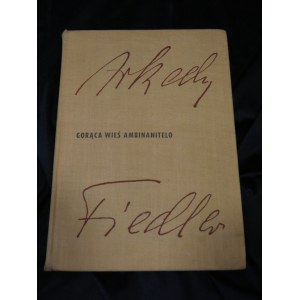 Arkady
GORĄCA WIEŚ AMBINANITELO
Fiedler